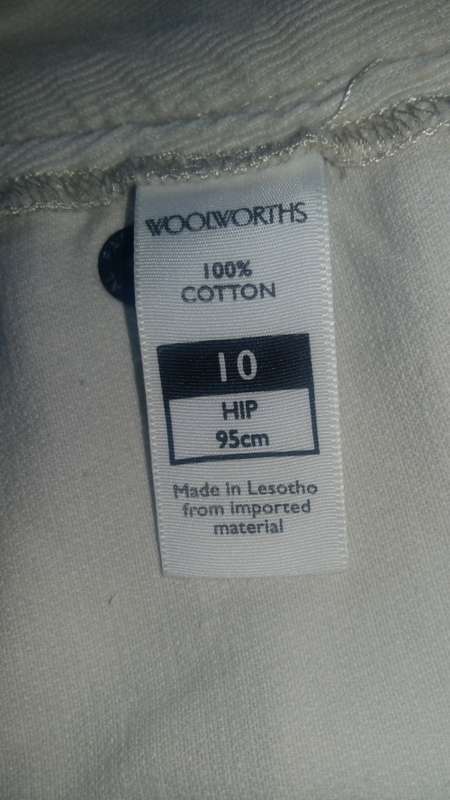 WOOLWORTHS
100%
COTTON
10
HIP
95cm
Made in Lesotho
from imported
material